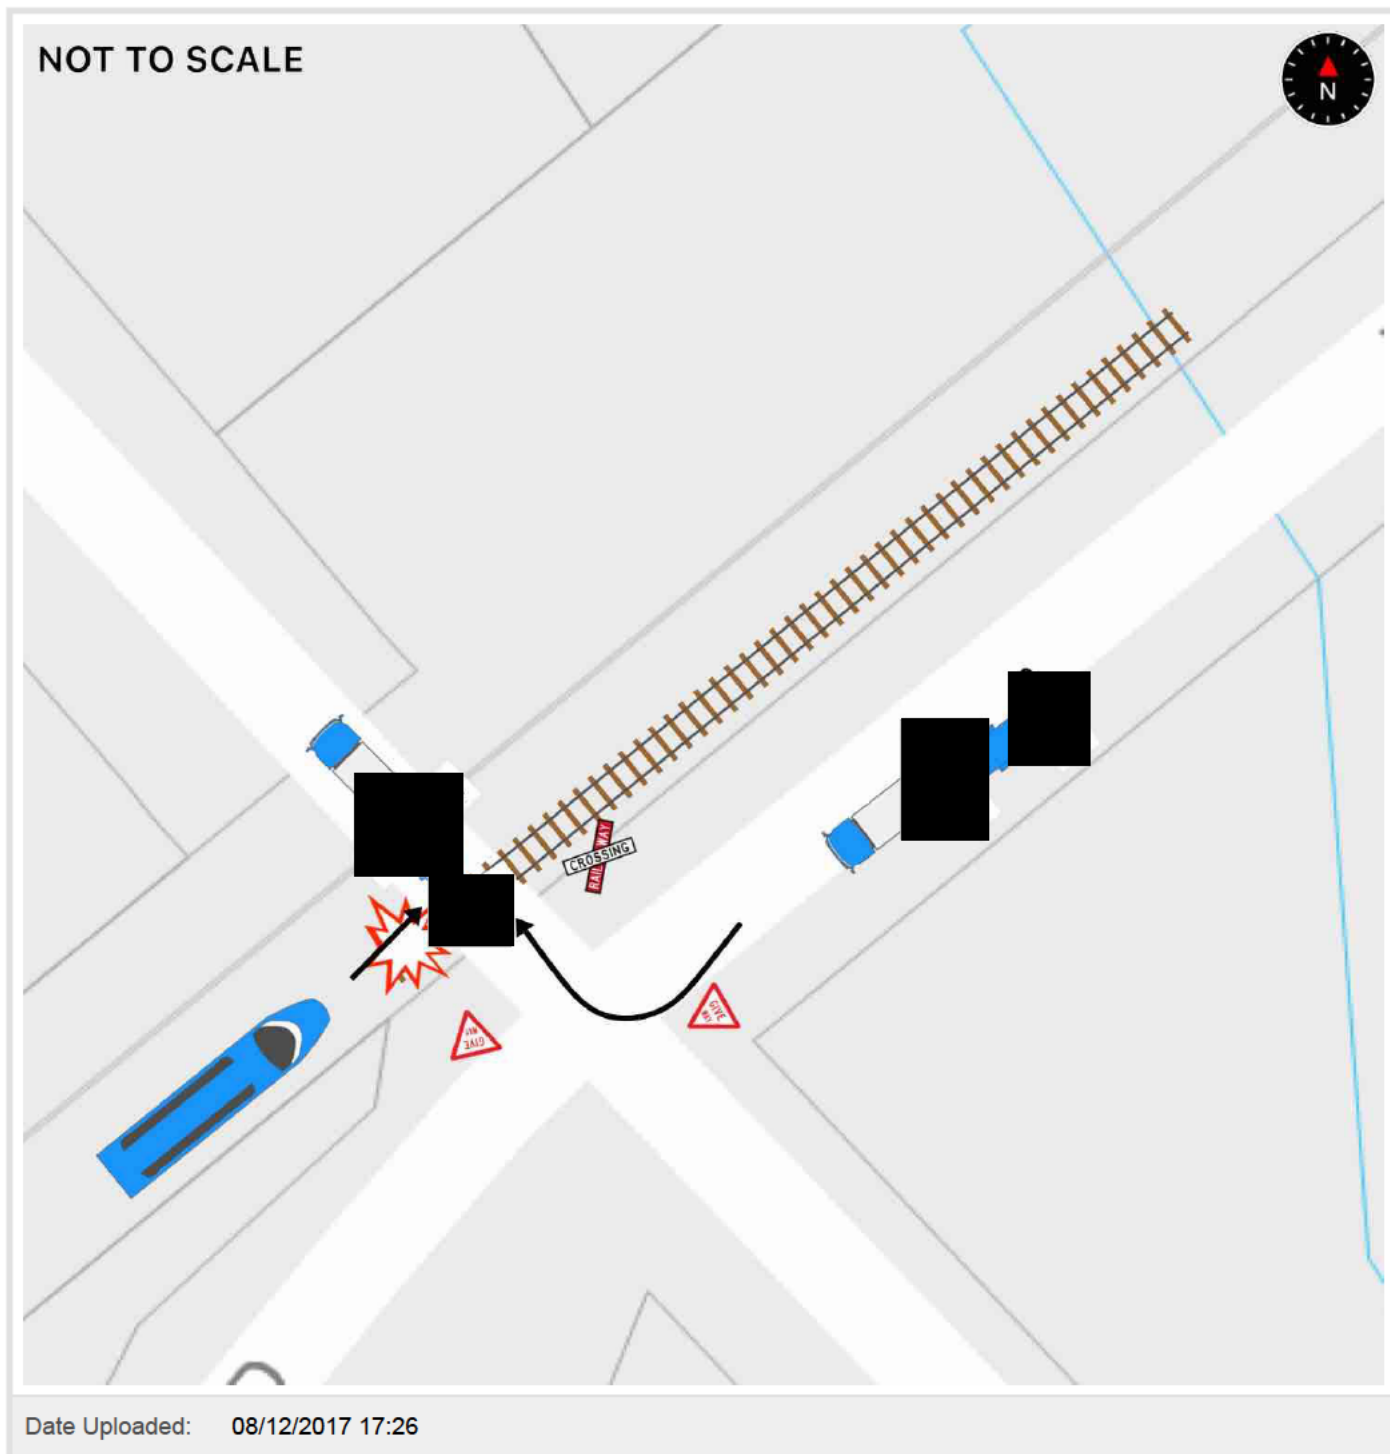 NOT TO SCALE
N
RAILWAY
CROSSING
GIVE
WAY
GIVE
WAY
Date Uploaded: 08/12/2017 17:26